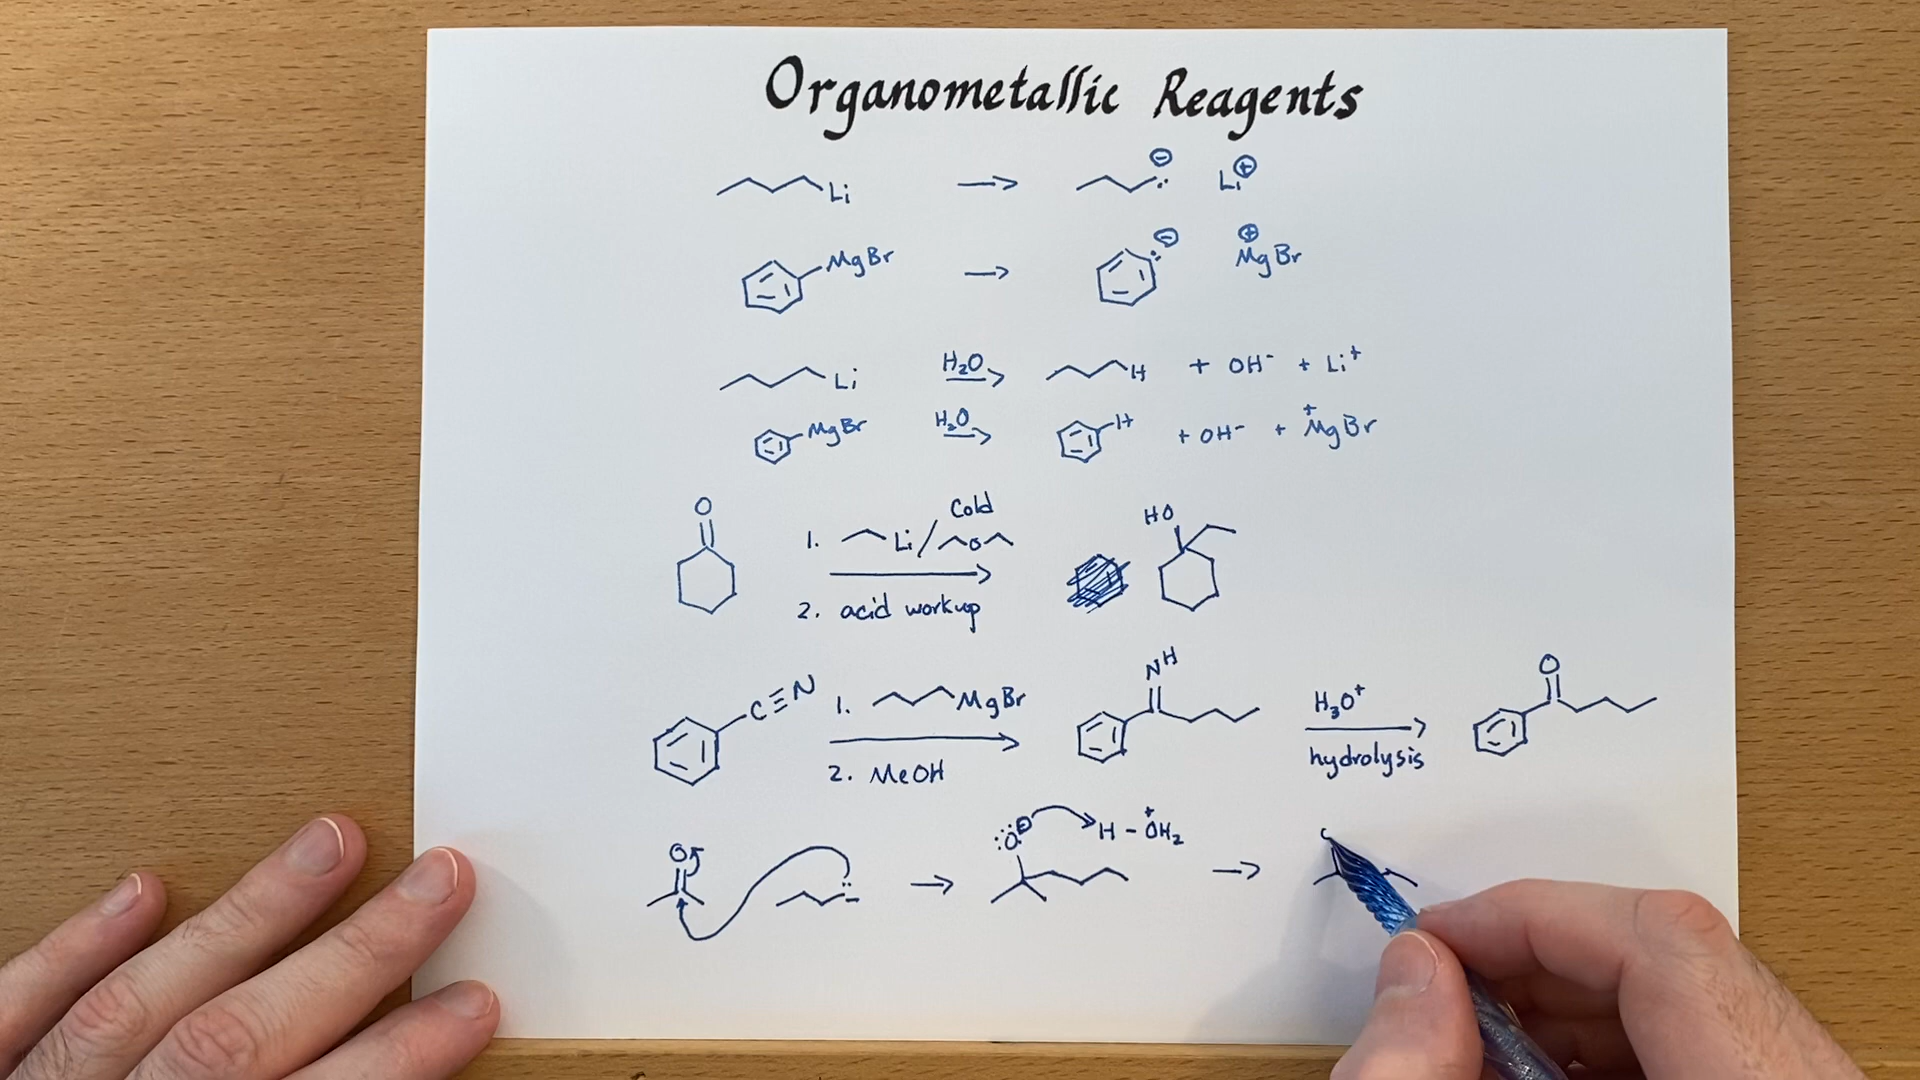 Organometallic Reagents
Li → ⊖ : Li⊕
MgBr → ⊖ : ⊕MgBr
Li H₂O → H + OH⁻ + Li⁺
MgBr H₂O → H + OH⁻ + ⁺MgBr
O 1. Li / Cold O HO
2. acid workup
C≡N 1. MgBr NH H₃O⁺ O
2. MeOH hydrolysis
O : − → :O: ⊖ H-O⁺H₂ →